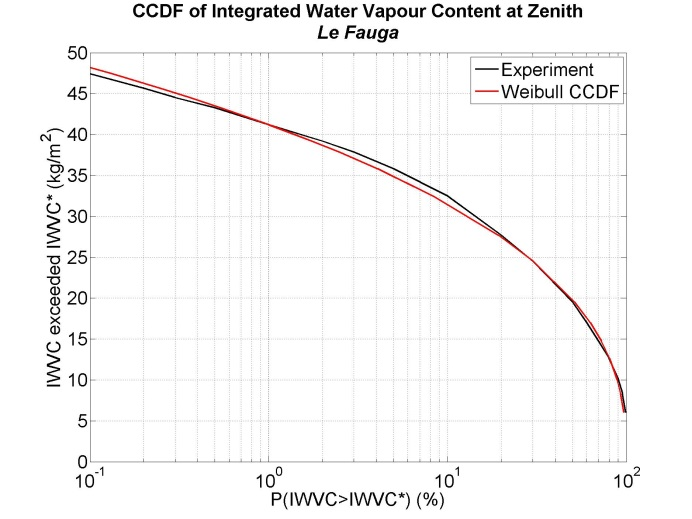 CCDF of Integrated Water Vapour Content at Zenith
Le Fauga
Experiment
Weibull CCDF
IWVC exceeded IWVC* (kg/m²)
50
45
40
35
30
25
20
15
10
5
0
10⁻¹ 10⁰ 10¹ 10²
P(IWVC>IWVC*) (%)